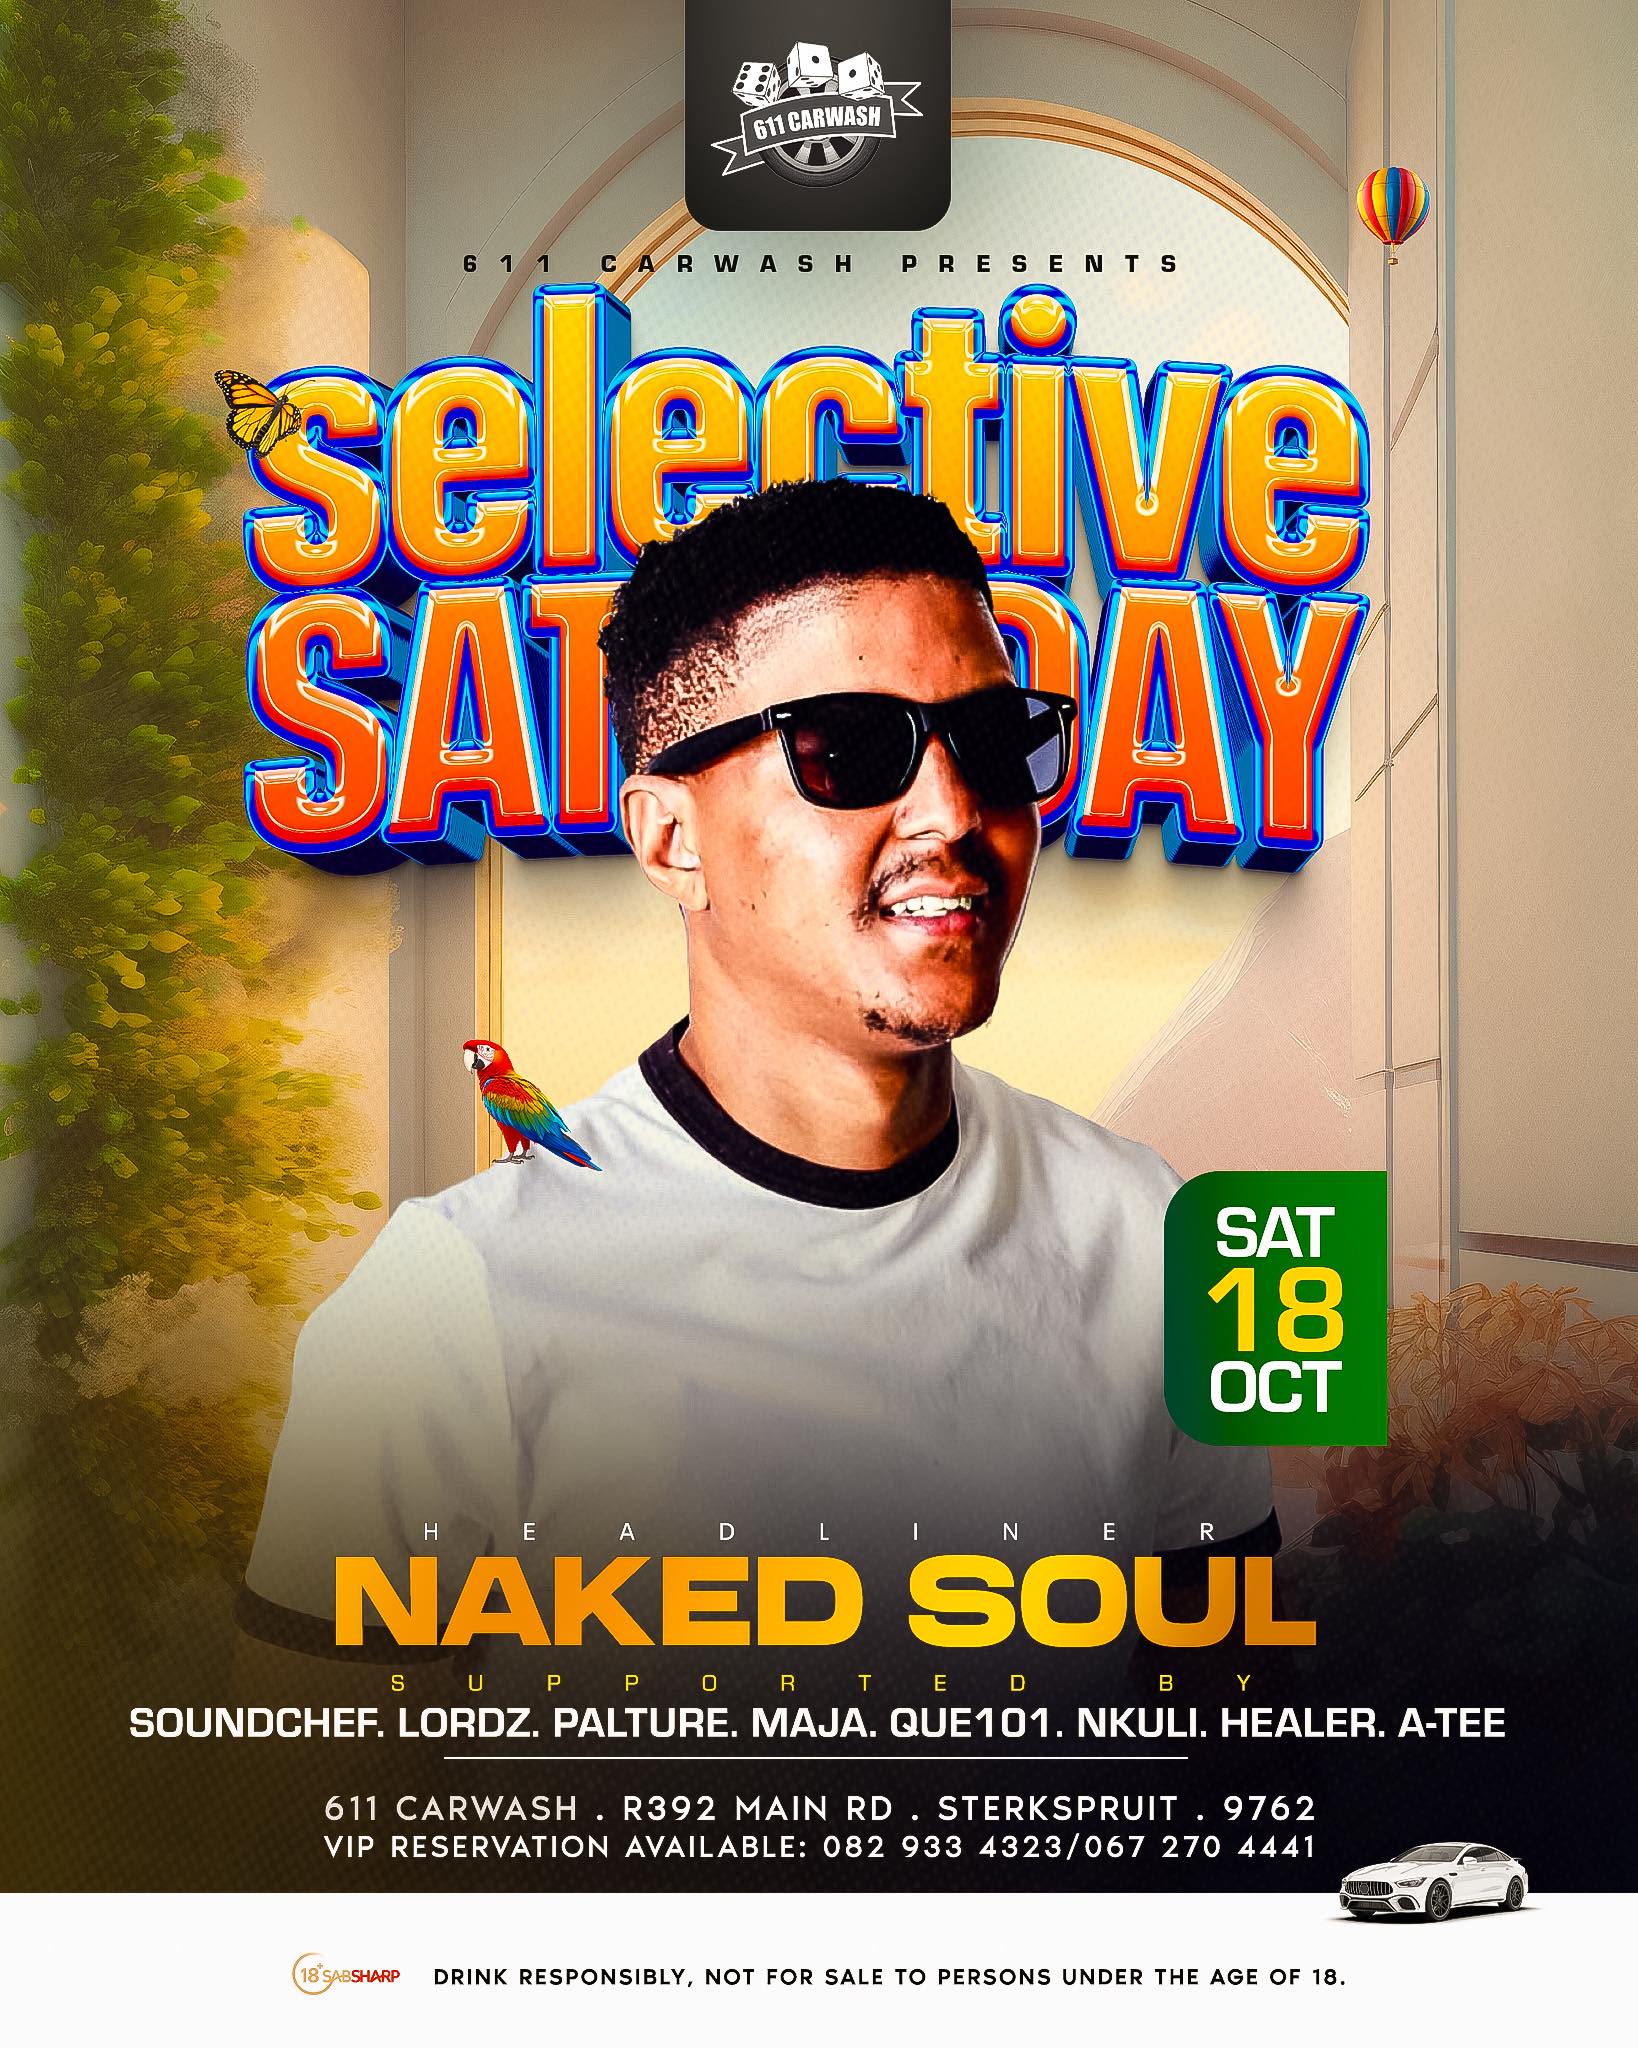 611 CARWASH
611 CARWASH PRESENTS
selective
SATURDAY
SAT
18
OCT
HEADLINER
NAKED SOUL
SUPPORTED BY
SOUNDCHEF. LORDZ. PALTURE. MAJA. QUE101. NKULI. HEALER. A-TEE
611 CARWASH . R392 MAIN RD . STERKSPRUIT . 9762
VIP RESERVATION AVAILABLE: 082 933 4323/067 270 4441
18+ SABSHARP DRINK RESPONSIBLY, NOT FOR SALE TO PERSONS UNDER THE AGE OF 18.